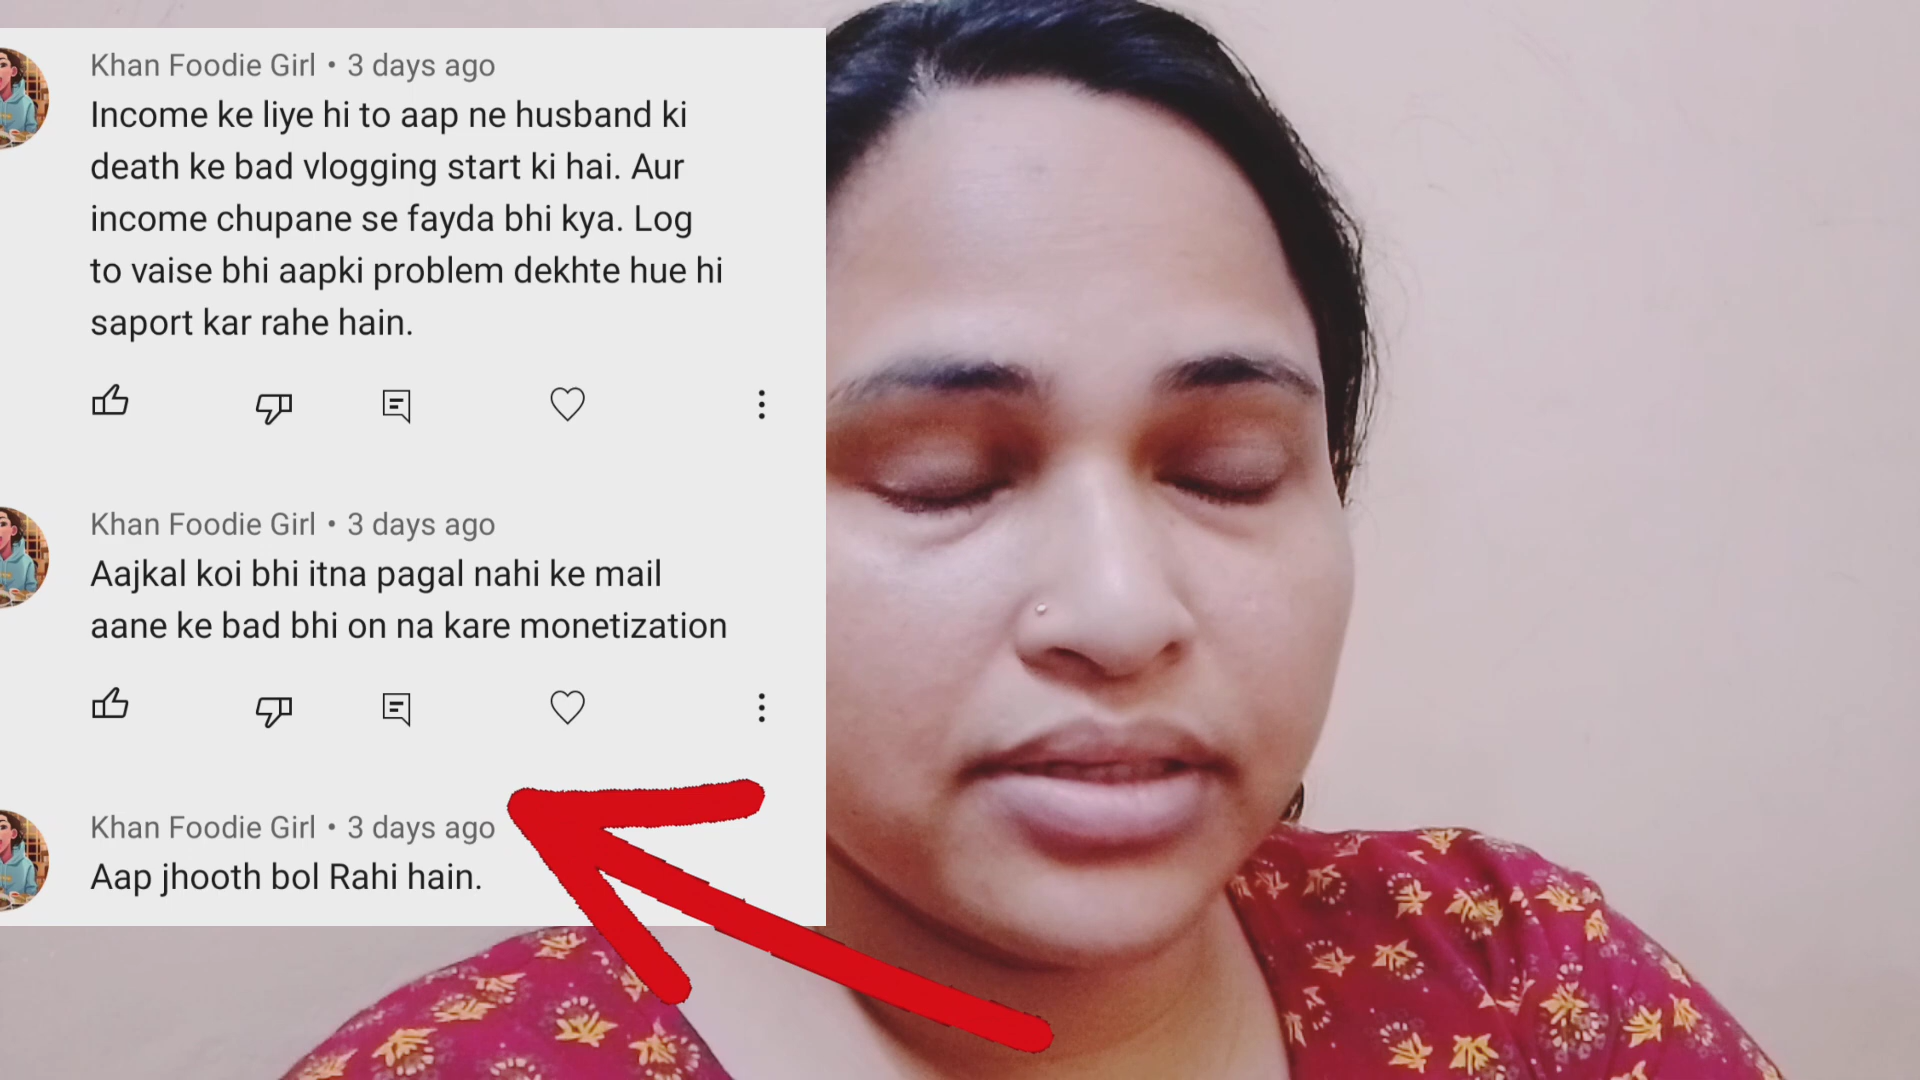 Khan Foodie Girl • 3 days ago
Income ke liye hi to aap ne husband ki
death ke bad vlogging start ki hai. Aur
income chupane se fayda bhi kya. Log
to vaise bhi aapki problem dekhte hue hi
saport kar rahe hain.
Khan Foodie Girl • 3 days ago
Aajkal koi bhi itna pagal nahi ke mail
aane ke bad bhi on na kare monetization
Khan Foodie Girl • 3 days ago
Aap jhooth bol Rahi hain.